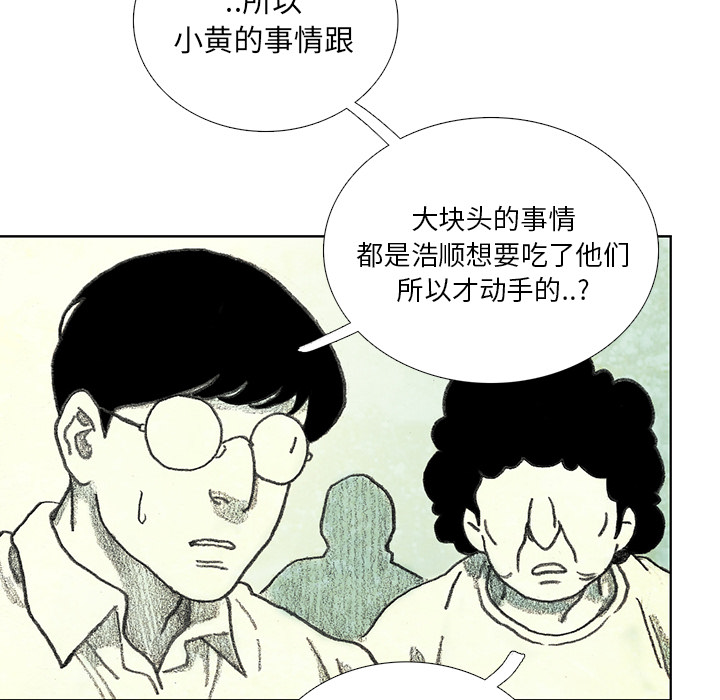 ..所以
小黄的事情跟
大块头的事情
都是浩顺想要吃了他们
所以才动手的..?